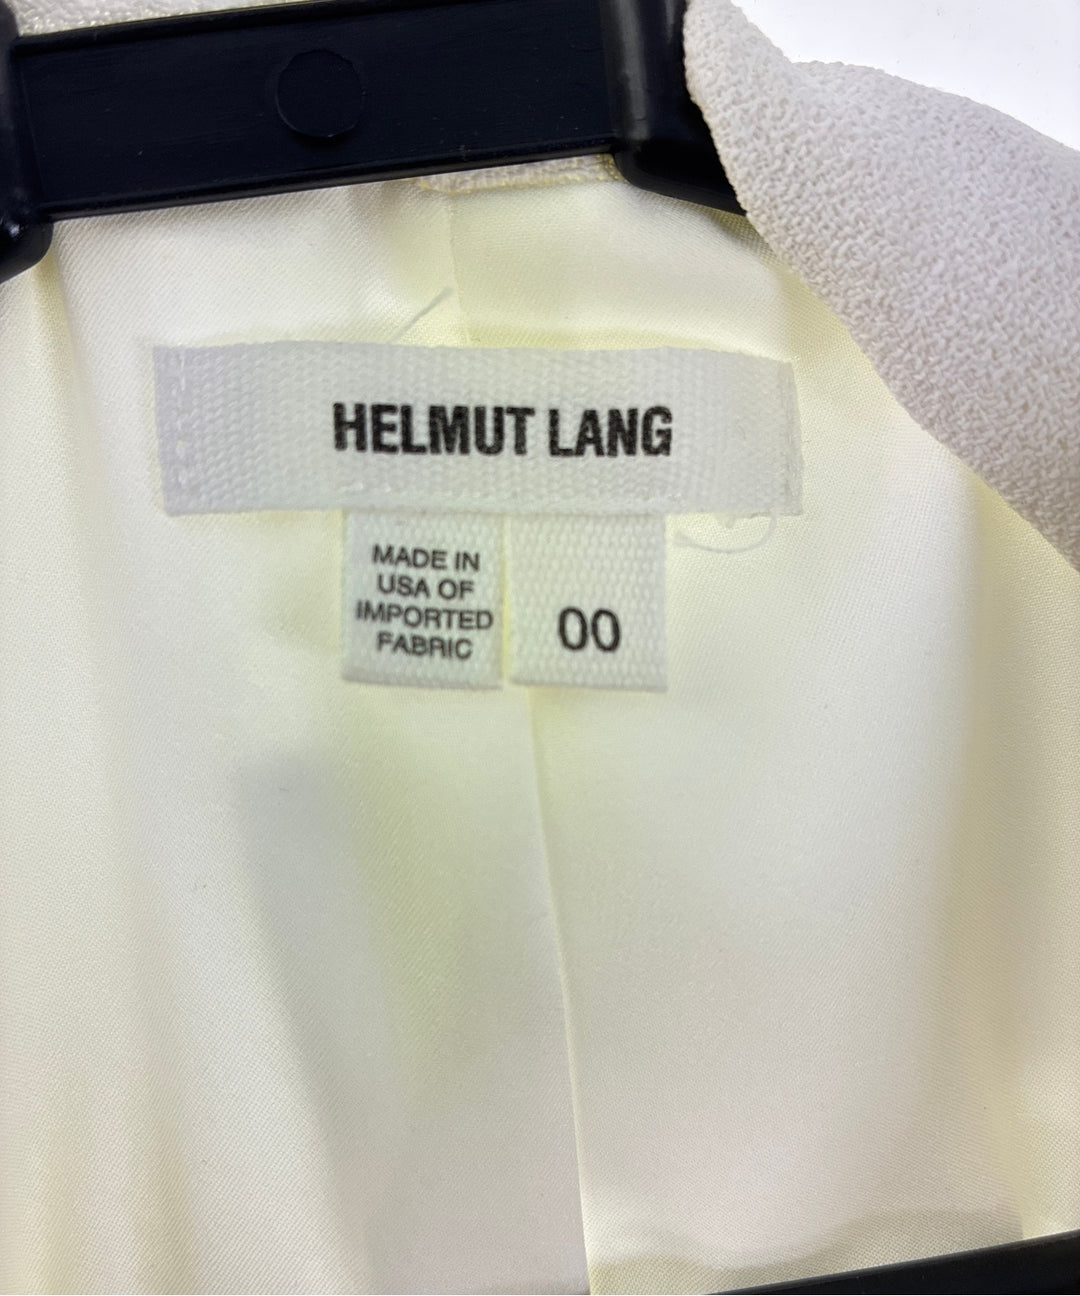 HELMUT LANG
MADE IN
USA OF
IMPORTED
FABRIC
00